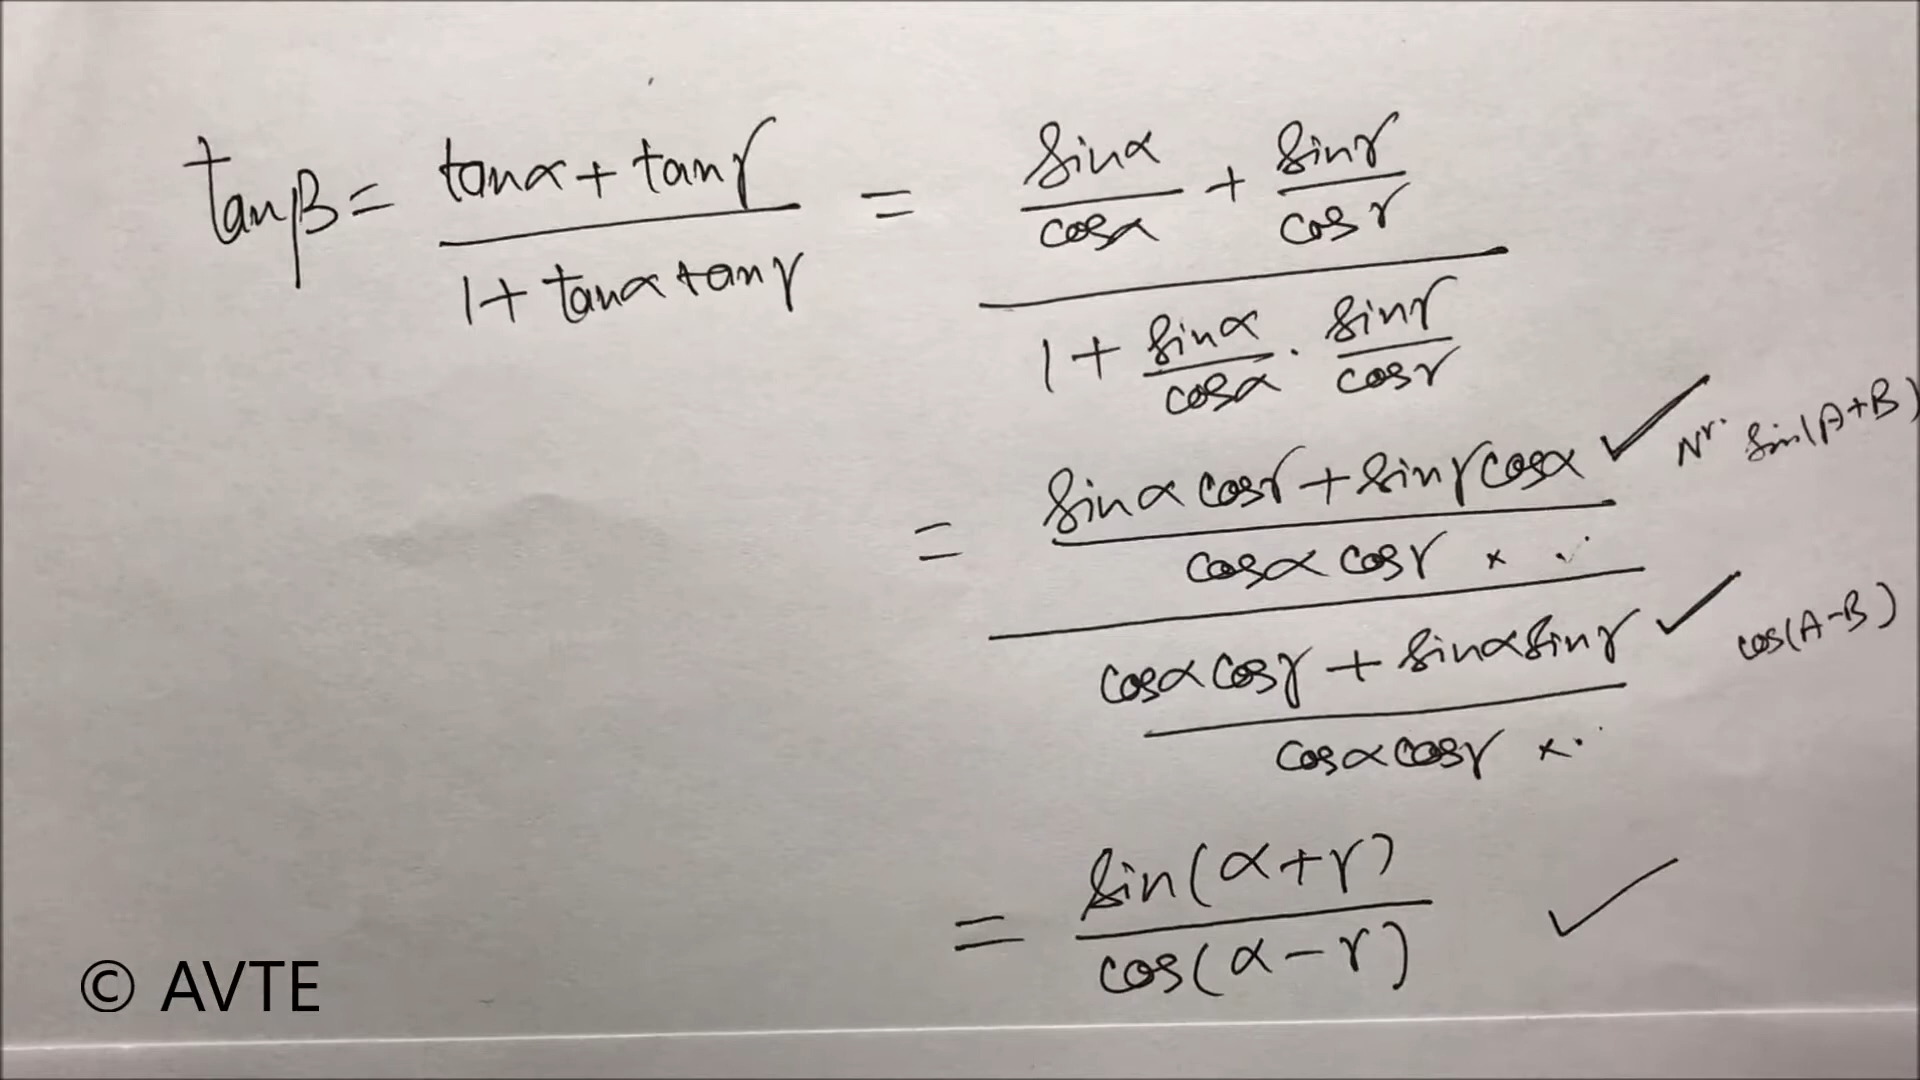 tanβ = (tanα + tanγ) / (1 + tanα tanγ) = (sinα/cosα + sinγ/cosγ) / (1 + sinα/cosα · sinγ/cosγ)
= ((sinα cosγ + sinγ cosα) / (cosα cosγ)) / ((cosα cosγ + sinα sinγ) / (cosα cosγ))
✓ Nr. sin(A+B)
✓ cos(A-B)
= sin(α+γ) / cos(α-γ) ✓
© AVTE